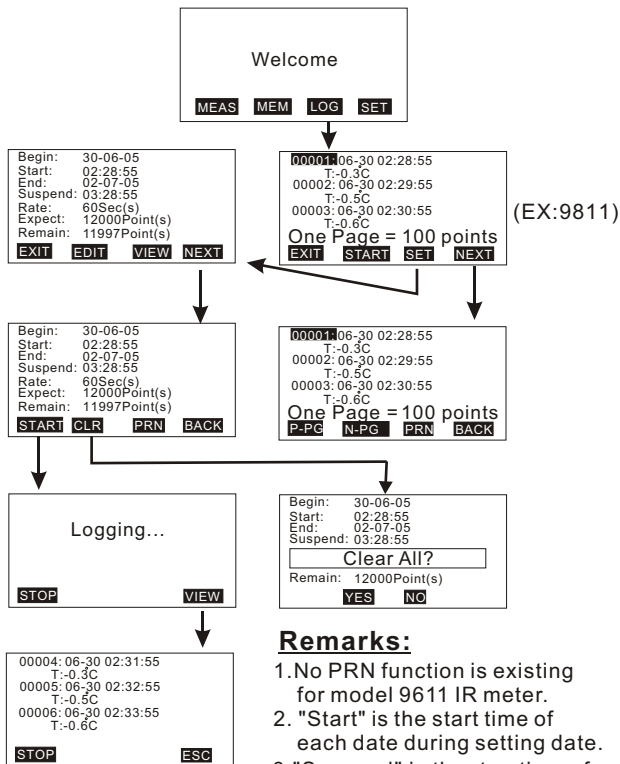 Welcome
MEAS MEM LOG SET
Begin: 30-06-05
Start: 02:28:55
End: 02-07-05
Suspend: 03:28:55
Rate: 60Sec(s)
Expect: 12000Point(s)
Remain: 11997Point(s)
EXIT EDIT VIEW NEXT
00001: 06-30 02:28:55
T:-0.3C
00002: 06-30 02:29:55
T:-0.5C
00003: 06-30 02:30:55
T:-0.6C
One Page = 100 points
EXIT START SET NEXT
(EX:9811)
Begin: 30-06-05
Start: 02:28:55
End: 02-07-05
Suspend: 03:28:55
Rate: 60Sec(s)
Expect: 12000Point(s)
Remain: 11997Point(s)
START CLR PRN BACK
00001: 06-30 02:28:55
T:-0.3C
00002: 06-30 02:29:55
T:-0.5C
00003: 06-30 02:30:55
T:-0.6C
One Page = 100 points
P-PG N-PG PRN BACK
Logging...
STOP VIEW
Begin: 30-06-05
Start: 02:28:55
End: 02-07-05
Suspend: 03:28:55
Clear All?
Remain: 12000Point(s)
YES NO
00004: 06-30 02:31:55
T:-0.3C
00005: 06-30 02:32:55
T:-0.5C
00006: 06-30 02:33:55
T:-0.6C
STOP ESC
Remarks:
1.No PRN function is existing
for model 9611 IR meter.
2. "Start" is the start time of
each date during setting date.